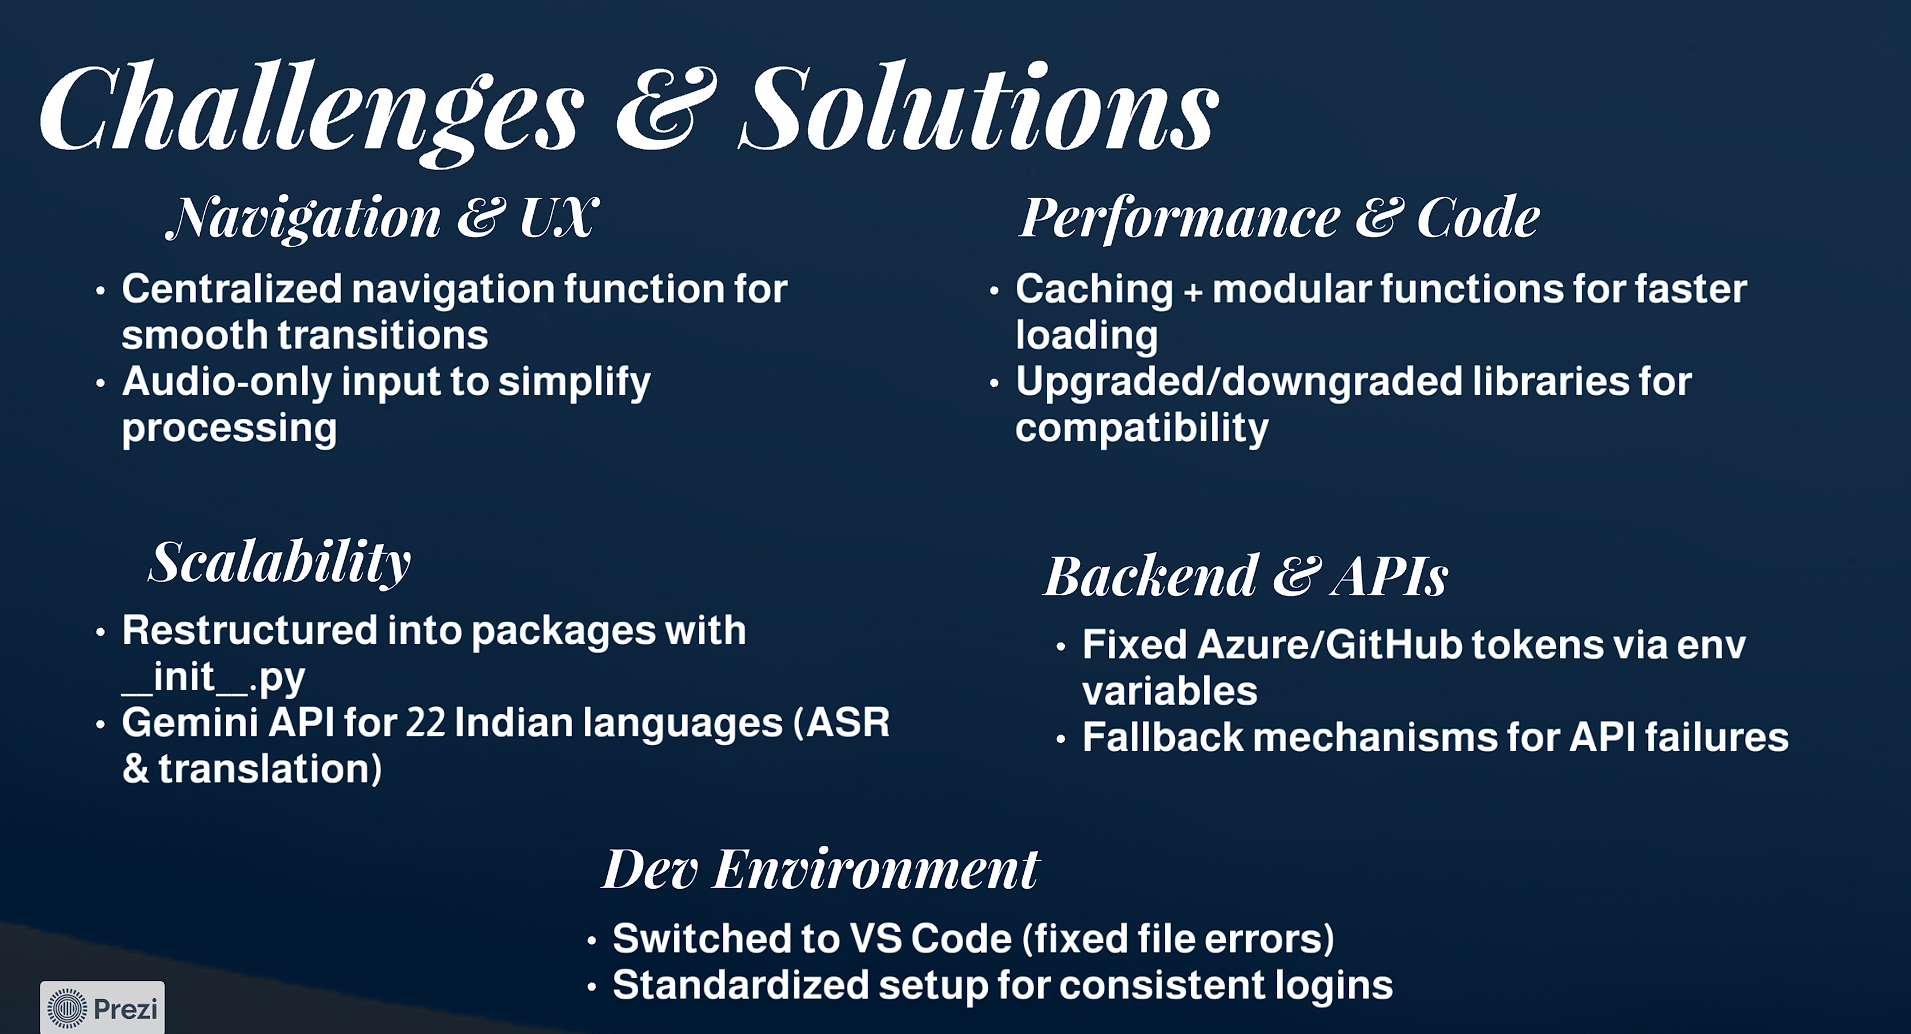 Challenges & Solutions
Navigation & UX
• Centralized navigation function for
smooth transitions
• Audio-only input to simplify
processing
Performance & Code
• Caching + modular functions for faster
loading
• Upgraded/downgraded libraries for
compatibility
Scalability
• Restructured into packages with
__init__.py
• Gemini API for 22 Indian languages (ASR
& translation)
Backend & APIs
• Fixed Azure/GitHub tokens via env
variables
• Fallback mechanisms for API failures
Dev Environment
• Switched to VS Code (fixed file errors)
• Standardized setup for consistent logins
Prezi